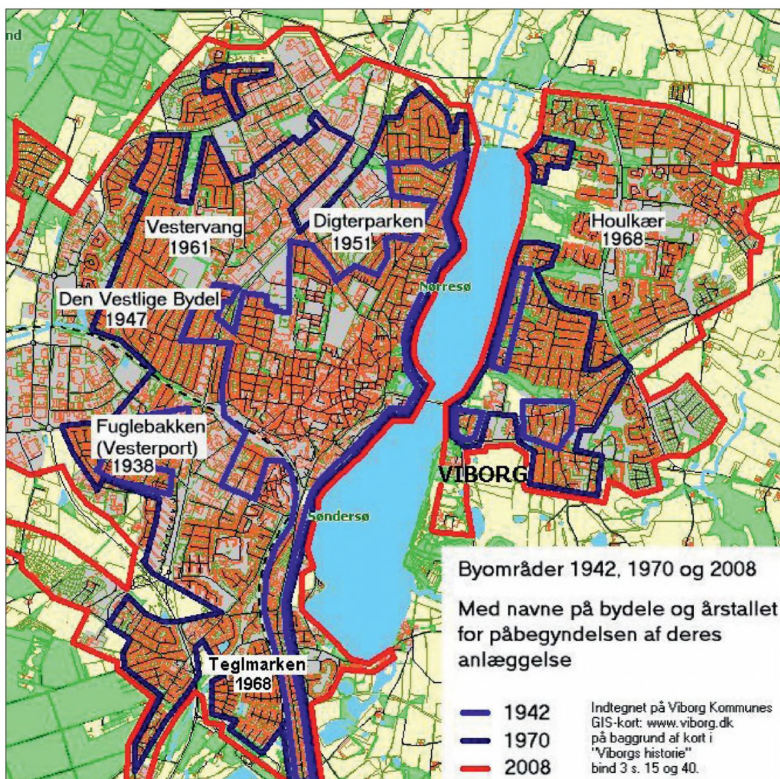 nd
Vestervang
1961
Digterparken
1951
Houlkær
1968
Den Vestlige Bydel
1947
Nørresø
Fuglebakken
(Vesterport)
1938
VIBORG
Søndersø
Teglmarken
1968
Byområder 1942, 1970 og 2008
Med navne på bydele og årstallet
for påbegyndelsen af deres
anlæggelse
1942
1970
2008
Indtegnet på Viborg Kommunes
GIS-kort: www.viborg.dk
på baggrund af kort i
"Viborgs historie"
bind 3 s. 15 og 40.